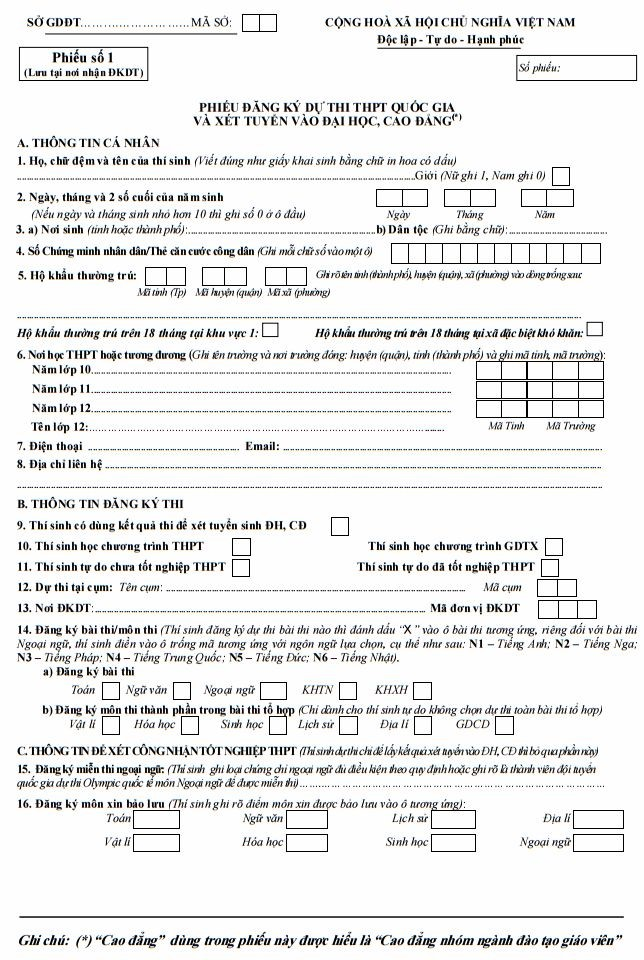 SỞ GDĐT……………………MÃ SỞ:
CỘNG HOÀ XÃ HỘI CHỦ NGHĨA VIỆT NAM
Độc lập - Tự do - Hạnh phúc
Phiếu số 1
(Lưu tại nơi nhận ĐKDT)
Số phiếu:
PHIẾU ĐĂNG KÝ DỰ THI THPT QUỐC GIA
VÀ XÉT TUYỂN VÀO ĐẠI HỌC, CAO ĐẲNG(*)
A. THÔNG TIN CÁ NHÂN
1. Họ, chữ đệm và tên của thí sinh (Viết đúng như giấy khai sinh bằng chữ in hoa có dấu)
..........Giới (Nữ ghi 1, Nam ghi 0)
2. Ngày, tháng và 2 số cuối của năm sinh
(Nếu ngày và tháng sinh nhỏ hơn 10 thì ghi số 0 ở ô đầu) Ngày Tháng Năm
3. a) Nơi sinh (tỉnh hoặc thành phố):..........b) Dân tộc (Ghi bằng chữ):..........
4. Số Chứng minh nhân dân/Thẻ căn cước công dân (Ghi mỗi chữ số vào một ô)
5. Hộ khẩu thường trú: Ghi rõ tên tỉnh (thành phố), huyện (quận), xã (phường) vào dòng trống sau:
Mã tỉnh (Tp) Mã huyện (quận) Mã xã (phường)
..........
Hộ khẩu thường trú trên 18 tháng tại khu vực 1: Hộ khẩu thường trú trên 18 tháng tại xã đặc biệt khó khăn:
6. Nơi học THPT hoặc tương đương (Ghi tên trường và nơi trường đóng: huyện (quận), tỉnh (thành phố) và ghi mã tỉnh, mã trường):
Năm lớp 10..........
Năm lớp 11..........
Năm lớp 12..........
Tên lớp 12:.......... Mã Tỉnh Mã Trường
7. Điện thoại .......... Email: ..........
8. Địa chỉ liên hệ ..........
..........
B. THÔNG TIN ĐĂNG KÝ THI
9. Thí sinh có dùng kết quả thi để xét tuyển sinh ĐH, CĐ
10. Thí sinh học chương trình THPT Thí sinh học chương trình GDTX
11. Thí sinh tự do chưa tốt nghiệp THPT Thí sinh tự do đã tốt nghiệp THPT
12. Dự thi tại cụm: Tên cụm: .......... Mã cụm
13. Nơi ĐKDT:.......... Mã đơn vị ĐKDT
14. Đăng ký bài thi/môn thi (Thí sinh đăng ký dự thi bài thi nào thì đánh dấu “X” vào ô bài thi tương ứng, riêng đối với bài thi
Ngoại ngữ, thí sinh điền vào ô trống mã tương ứng với ngôn ngữ lựa chọn, cụ thể như sau: N1 – Tiếng Anh; N2 – Tiếng Nga;
N3 – Tiếng Pháp; N4 – Tiếng Trung Quốc; N5 – Tiếng Đức; N6 – Tiếng Nhật).
a) Đăng ký bài thi
Toán Ngữ văn Ngoại ngữ KHTN KHXH
b) Đăng ký môn thi thành phần trong bài thi tổ hợp (Chỉ dành cho thí sinh tự do không chọn dự thi toàn bài thi tổ hợp)
Vật lí Hóa học Sinh học Lịch sử Địa lí GDCD
C. THÔNG TIN ĐỂ XÉT CÔNG NHẬN TỐT NGHIỆP THPT (Thí sinh dự thi chỉ để lấy kết quả xét tuyển vào ĐH, CĐ thì bỏ qua phần này)
15. Đăng ký miễn thi ngoại ngữ: (Thí sinh ghi loại chứng chỉ ngoại ngữ đủ điều kiện theo quy định hoặc ghi rõ là thành viên đội tuyển
quốc gia dự thi Olympic quốc tế môn Ngoại ngữ để được miễn thi)……………………
16. Đăng ký môn xin bảo lưu (Thí sinh ghi rõ điểm môn xin được bảo lưu vào ô tương ứng):
Toán Ngữ văn Lịch sử Địa lí
Vật lí Hóa học Sinh học Ngoại ngữ
Ghi chú: (*) “Cao đẳng” dùng trong phiếu này được hiểu là “Cao đẳng nhóm ngành đào tạo giáo viên”